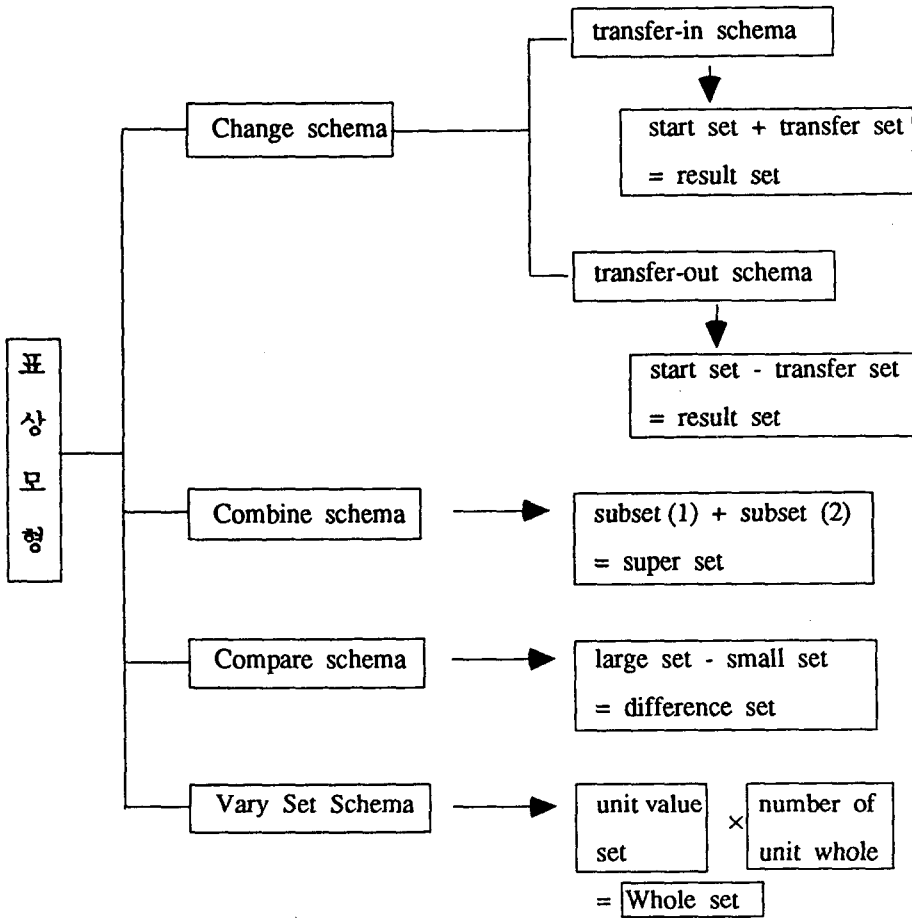 transfer-in schema
Change schema
start set + transfer set
= result set
transfer-out schema
start set - transfer set
= result set
표
상
모
형
Combine schema
subset (1) + subset (2)
= super set
Compare schema
large set - small set
= difference set
Vary Set Schema
unit value
set
×
number of
unit whole
= Whole set